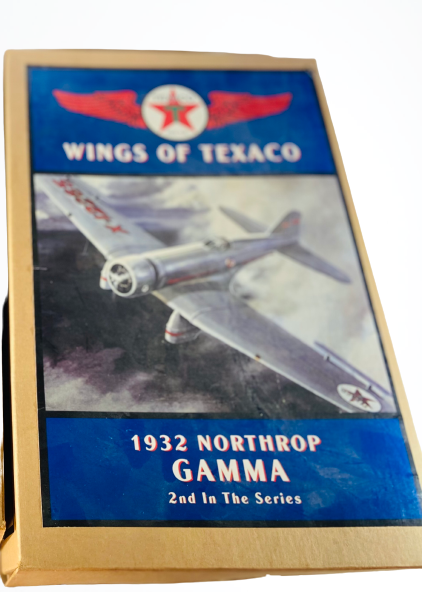 WINGS OF TEXACO
1932 NORTHROP
GAMMA
2nd In The Series